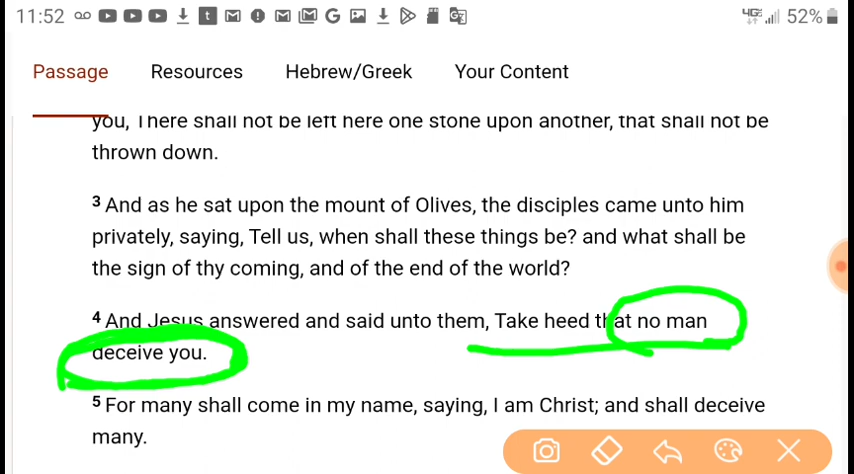 11:52 4G 52%
Passage Resources Hebrew/Greek Your Content
you, There shall not be left here one stone upon another, that shall not be
thrown down.
3 And as he sat upon the mount of Olives, the disciples came unto him
privately, saying, Tell us, when shall these things be? and what shall be
the sign of thy coming, and of the end of the world?
4 And Jesus answered and said unto them, Take heed that no man
deceive you.
5 For many shall come in my name, saying, I am Christ; and shall deceive
many.